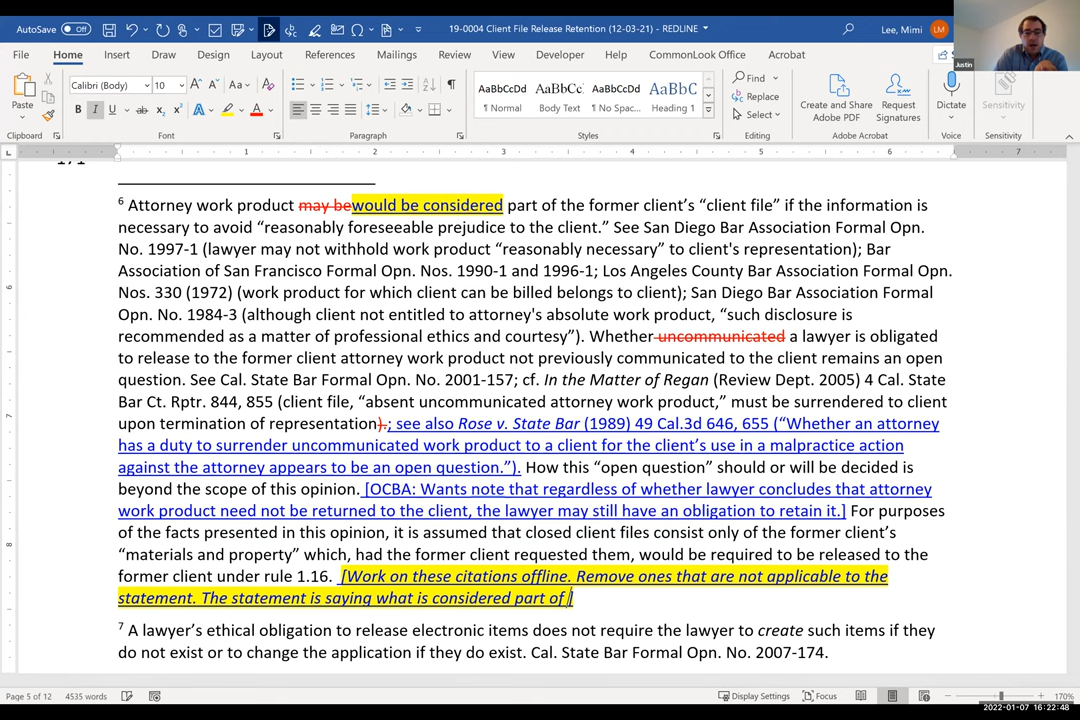 AutoSave Off 19-0004 Client File Release Retention (12-03-21) - REDLINE Lee, Mimi LM
File Home Insert Draw Design Layout References Mailings Review View Developer Help CommonLook Office Acrobat
Justin
Paste Calibri (Body) 10 Aa
Clipboard Font Paragraph
AaBbCcDd AaBbCc AaBbCcDd AaBbC
¶ Normal Body Text ¶ No Spac... Heading 1
Styles
Find
Replace
Select
Editing
Create and Share Adobe PDF
Request Signatures
Adobe Acrobat
Dictate
Voice
Sensitivity
Sensitivity
1 2 3 4 5 6 7
6 Attorney work product may bewould be considered part of the former client’s “client file” if the information is
necessary to avoid “reasonably foreseeable prejudice to the client.” See San Diego Bar Association Formal Opn.
No. 1997-1 (lawyer may not withhold work product “reasonably necessary” to client's representation); Bar
Association of San Francisco Formal Opn. Nos. 1990-1 and 1996-1; Los Angeles County Bar Association Formal Opn.
Nos. 330 (1972) (work product for which client can be billed belongs to client); San Diego Bar Association Formal
Opn. No. 1984-3 (although client not entitled to attorney's absolute work product, “such disclosure is
recommended as a matter of professional ethics and courtesy”). Whether uncommunicated a lawyer is obligated
to release to the former client attorney work product not previously communicated to the client remains an open
question. See Cal. State Bar Formal Opn. No. 2001-157; cf. In the Matter of Regan (Review Dept. 2005) 4 Cal. State
Bar Ct. Rptr. 844, 855 (client file, “absent uncommunicated attorney work product,” must be surrendered to client
upon termination of representation).; see also Rose v. State Bar (1989) 49 Cal.3d 646, 655 (“Whether an attorney
has a duty to surrender uncommunicated work product to a client for the client’s use in a malpractice action
against the attorney appears to be an open question.”). How this “open question” should or will be decided is
beyond the scope of this opinion. [OCBA: Wants note that regardless of whether lawyer concludes that attorney
work product need not be returned to the client, the lawyer may still have an obligation to retain it.] For purposes
of the facts presented in this opinion, it is assumed that closed client files consist only of the former client’s
“materials and property” which, had the former client requested them, would be required to be released to the
former client under rule 1.16. [Work on these citations offline. Remove ones that are not applicable to the
statement. The statement is saying what is considered part of ]
7 A lawyer’s ethical obligation to release electronic items does not require the lawyer to create such items if they
do not exist or to change the application if they do exist. Cal. State Bar Formal Opn. No. 2007-174.
Page 5 of 12 4535 words Display Settings Focus 170%
2022-01-07 16:22:48